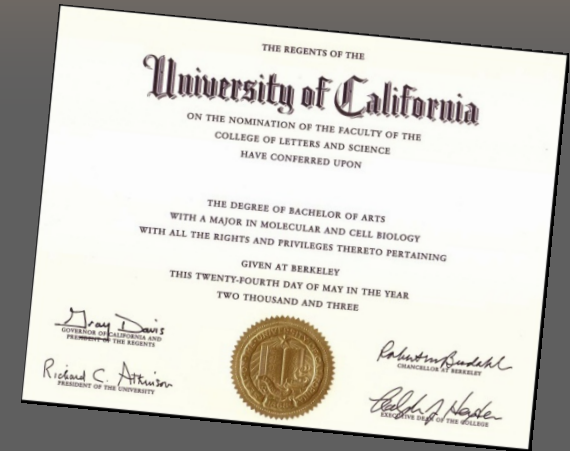 THE REGENTS OF THE
University of California
ON THE NOMINATION OF THE FACULTY OF THE
COLLEGE OF LETTERS AND SCIENCE
HAVE CONFERRED UPON
THE DEGREE OF BACHELOR OF ARTS
WITH A MAJOR IN MOLECULAR AND CELL BIOLOGY
WITH ALL THE RIGHTS AND PRIVILEGES THERETO PERTAINING
GIVEN AT BERKELEY
THIS TWENTY-FOURTH DAY OF MAY IN THE YEAR
TWO THOUSAND AND THREE
Gray Davis
GOVERNOR OF CALIFORNIA AND
PRESIDENT OF THE REGENTS
Richard C. Atkinson
PRESIDENT OF THE UNIVERSITY
CHANCELLOR AT BERKELEY
EXECUTIVE DEAN OF THE COLLEGE